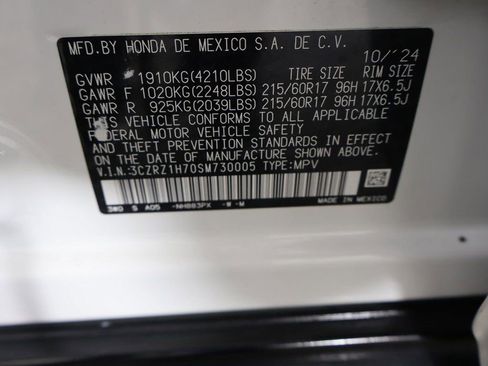 MFD.BY HONDA DE MEXICO S.A. DE C.V.
10/'24
GVWR 1910KG(4210LBS) TIRE SIZE RIM SIZE
GAWR F 1020KG(2248LBS) 215/60R17 96H 17X6.5J
GAWR R 925KG(2039LBS) 215/60R17 96H 17X6.5J
THIS VEHICLE CONFORMS TO ALL APPLICABLE
FEDERAL MOTOR VEHICLE SAFETY
AND THEFT PREVENTION STANDARDS IN EFFECT
ON THE DATE OF MANUFACTURE SHOWN ABOVE.
V.I.N.:3CZRZ1H70SM730005 TYPE:MPV
3W0 S A05 -NH883PX -W -M
MADE IN MEXICO